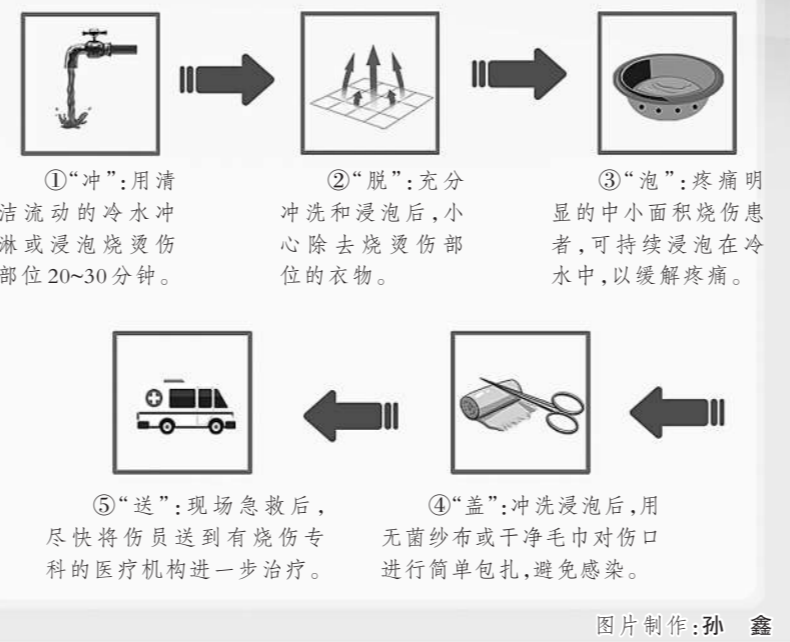 ①“冲”:用清
洁流动的冷水冲
淋或浸泡烧烫伤
部位20~30分钟。
②“脱”:充分
冲洗和浸泡后,小
心除去烧烫伤部
位的衣物。
③“泡”:疼痛明
显的中小面积烧伤患
者,可持续浸泡在冷
水中,以缓解疼痛。
④“盖”:冲洗浸泡后,用
无菌纱布或干净毛巾对伤口
进行简单包扎,避免感染。
⑤“送”:现场急救后,
尽快将伤员送到有烧伤专
科的医疗机构进一步治疗。
图片制作:孙 鑫